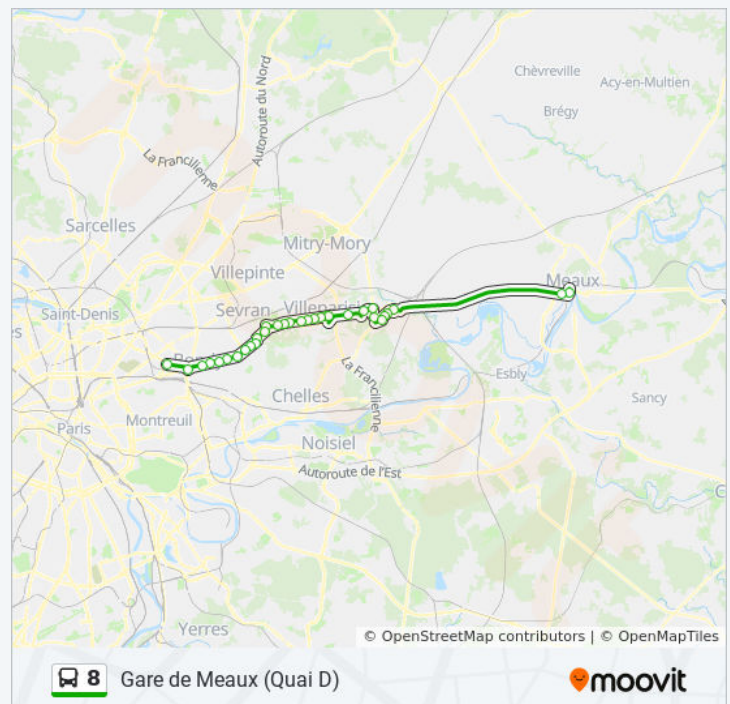 Chèvreville
Acy-en-Multien
Autoroute du Nord
Brégy
La Francilienne
Sarcelles
Mitry-Mory
Villepinte
Meaux
Saint-Denis
Sevran
Esbly
La Francilienne
Chelles
Sancy
Montreuil
Paris
Noisiel
Autoroute de l'Est
Yerres
© OpenStreetMap contributors | © OpenMapTiles
8 Gare de Meaux (Quai D)
moovit